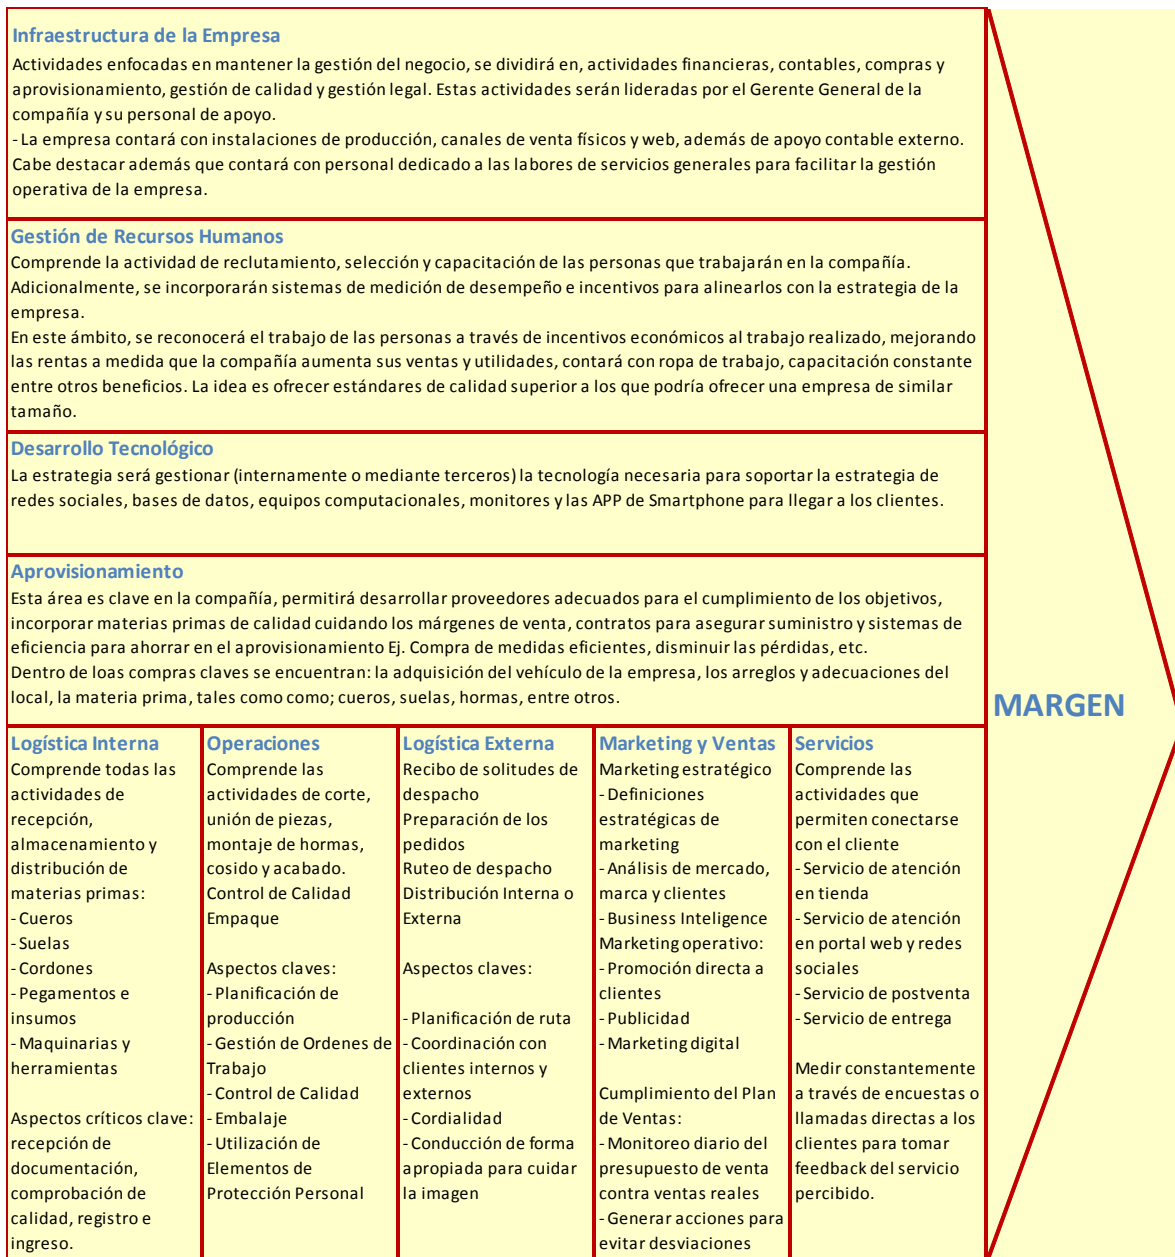 Infraestructura de la Empresa
Actividades enfocadas en mantener la gestión del negocio, se dividirá en, actividades financieras, contables, compras y
aprovisionamiento, gestión de calidad y gestión legal. Estas actividades serán lideradas por el Gerente General de la
compañía y su personal de apoyo.
- La empresa contará con instalaciones de producción, canales de venta físicos y web, además de apoyo contable externo.
Cabe destacar además que contará con personal dedicado a las labores de servicios generales para facilitar la gestión
operativa de la empresa.
Gestión de Recursos Humanos
Comprende la actividad de reclutamiento, selección y capacitación de las personas que trabajarán en la compañía.
Adicionalmente, se incorporarán sistemas de medición de desempeño e incentivos para alinearlos con la estrategia de la
empresa.
En este ámbito, se reconocerá el trabajo de las personas a través de incentivos económicos al trabajo realizado, mejorando
las rentas a medida que la compañía aumenta sus ventas y utilidades, contará con ropa de trabajo, capacitación constante
entre otros beneficios. La idea es ofrecer estándares de calidad superior a los que podría ofrecer una empresa de similar
tamaño.
Desarrollo Tecnológico
La estrategia será gestionar (internamente o mediante terceros) la tecnología necesaria para soportar la estrategia de
redes sociales, bases de datos, equipos computacionales, monitores y las APP de Smartphone para llegar a los clientes.
Aprovisionamiento
Esta área es clave en la compañía, permitirá desarrollar proveedores adecuados para el cumplimiento de los objetivos,
incorporar materias primas de calidad cuidando los márgenes de venta, contratos para asegurar suministro y sistemas de
eficiencia para ahorrar en el aprovisionamiento Ej. Compra de medidas eficientes, disminuir las pérdidas, etc.
Dentro de loas compras claves se encuentran: la adquisición del vehículo de la empresa, los arreglos y adecuaciones del
local, la materia prima, tales como como; cueros, suelas, hormas, entre otros.
MARGEN
Logística Interna
Comprende todas las
actividades de
recepción,
almacenamiento y
distribución de
materias primas:
- Cueros
- Suelas
- Cordones
- Pegamentos e
insumos
- Maquinarias y
herramientas
Aspectos críticos clave:
recepción de
documentación,
comprobación de
calidad, registro e
ingreso.
Operaciones
Comprende las
actividades de corte,
unión de piezas,
montaje de hormas,
cosido y acabado.
Control de Calidad
Empaque
Aspectos claves:
- Planificación de
producción
- Gestión de Ordenes de
Trabajo
- Control de Calidad
- Embalaje
- Utilización de
Elementos de
Protección Personal
Logística Externa
Recibo de solitudes de
despacho
Preparación de los
pedidos
Ruteo de despacho
Distribución Interna o
Externa
Aspectos claves:
- Planificación de ruta
- Coordinación con
clientes internos y
externos
- Cordialidad
- Conducción de forma
apropiada para cuidar
la imagen
Marketing y Ventas
Marketing estratégico
- Definiciones
estratégicas de
marketing
- Análisis de mercado,
marca y clientes
- Business Inteligence
Marketing operativo:
- Promoción directa a
clientes
- Publicidad
- Marketing digital
Cumplimiento del Plan
de Ventas:
- Monitoreo diario del
presupuesto de venta
contra ventas reales
- Generar acciones para
evitar desviaciones
Servicios
Comprende las
actividades que
permiten conectarse
con el cliente
- Servicio de atención
en tienda
- Servicio de atención
en portal web y redes
sociales
- Servicio de postventa
- Servicio de entrega
Medir constantemente
a través de encuestas o
llamadas directas a los
clientes para tomar
feedback del servicio
percibido.